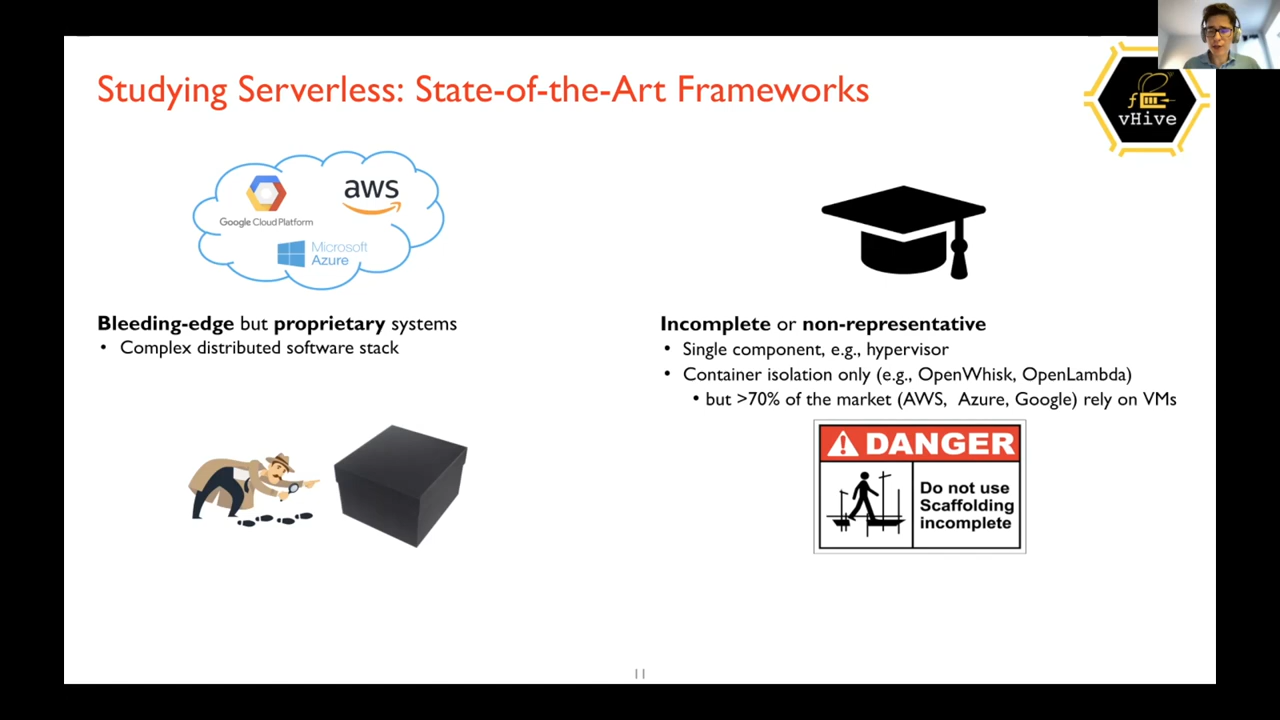 Studying Serverless: State-of-the-Art Frameworks
vHive
Google Cloud Platform
aws
Microsoft
Azure
Bleeding-edge but proprietary systems
• Complex distributed software stack
Incomplete or non-representative
• Single component, e.g., hypervisor
• Container isolation only (e.g., OpenWhisk, OpenLambda)
• but >70% of the market (AWS, Azure, Google) rely on VMs
DANGER
Do not use
Scaffolding
incomplete
11